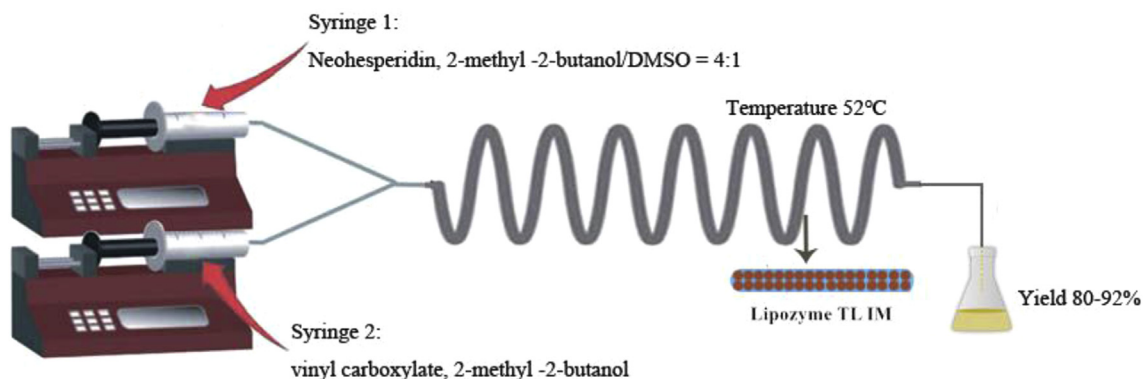 Syringe 1:
Neohesperidin, 2-methyl -2-butanol/DMSO = 4:1
Temperature 52℃
Lipozyme TL IM
Yield 80-92%
Syringe 2:
vinyl carboxylate, 2-methyl -2-butanol